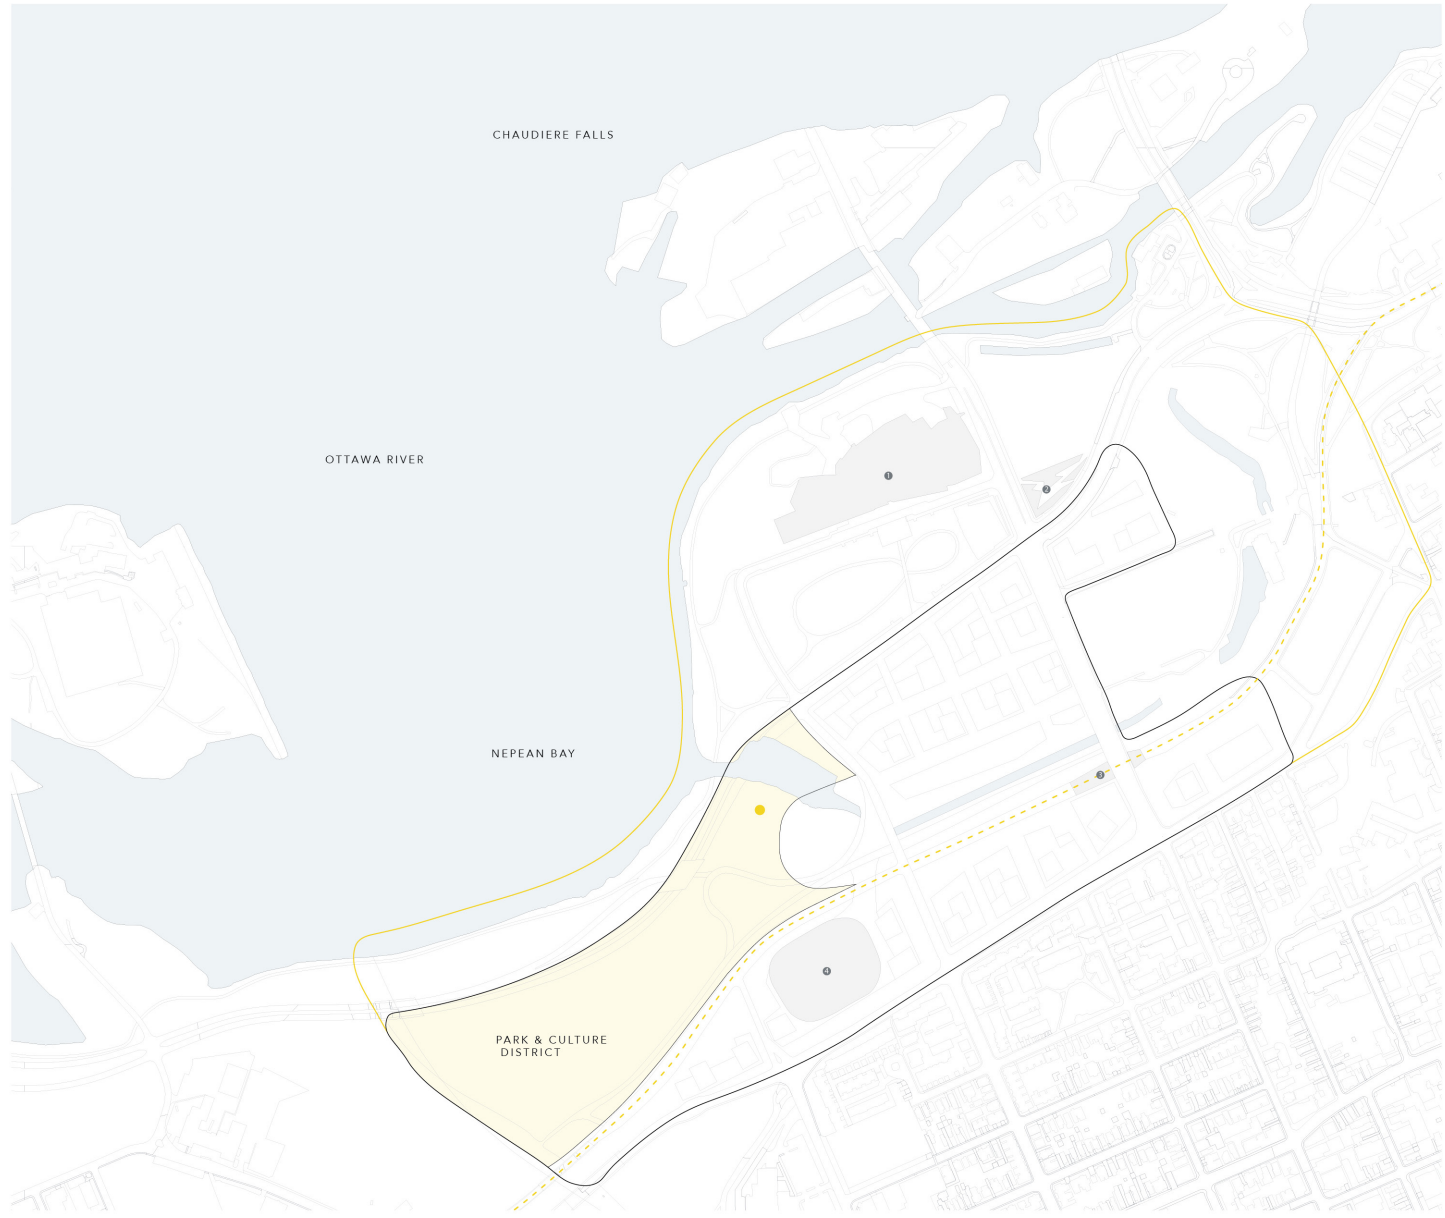 CHAUDIERE FALLS
OTTAWA RIVER
1
2
NEPEAN BAY
3
4
PARK & CULTURE
DISTRICT